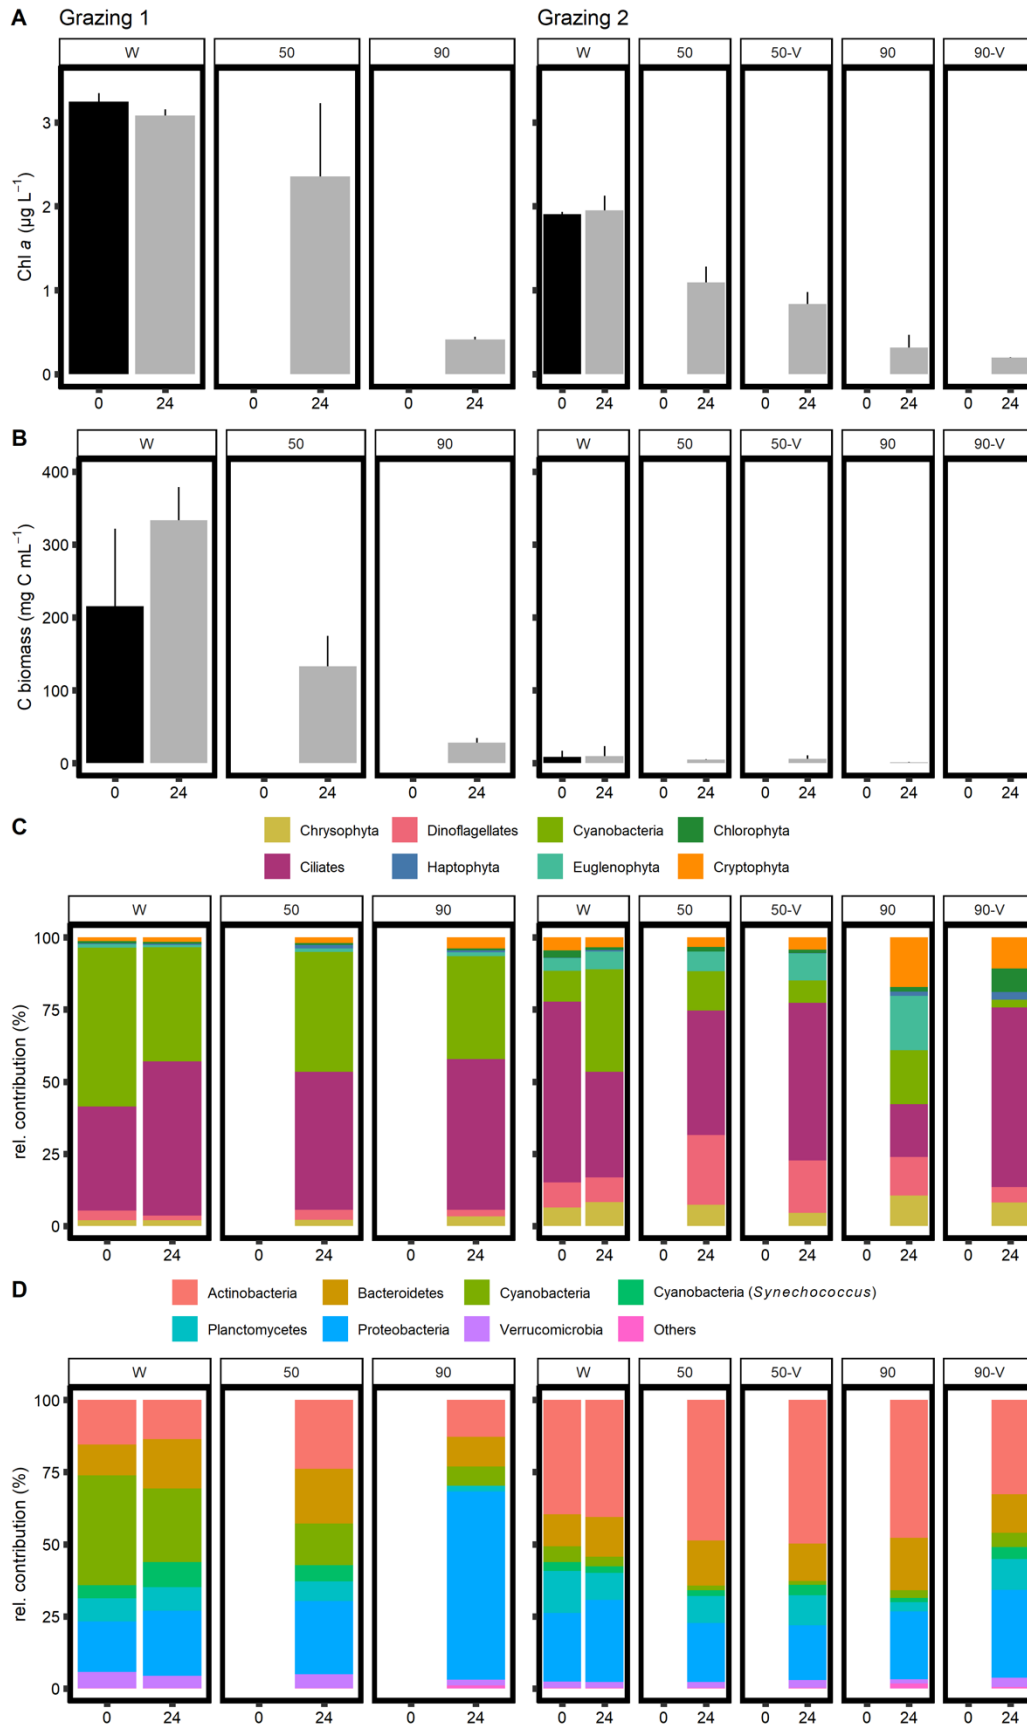 A Grazing 1 Grazing 2
W 50 90 W 50 50-V 90 90-V
Chl a (µg L⁻¹)
3
2
1
0
0 24 0 24 0 24 0 24 0 24 0 24 0 24 0 24
B
W 50 90 W 50 50-V 90 90-V
C biomass (mg C mL⁻¹)
400
300
200
100
0
0 24 0 24 0 24 0 24 0 24 0 24 0 24 0 24
C Chrysophyta Dinoflagellates Cyanobacteria Chlorophyta
Ciliates Haptophyta Euglenophyta Cryptophyta
W 50 90 W 50 50-V 90 90-V
rel. contribution (%)
100
75
50
25
0
0 24 0 24 0 24 0 24 0 24 0 24 0 24 0 24
D Actinobacteria Bacteroidetes Cyanobacteria Cyanobacteria (Synechococcus)
Planctomycetes Proteobacteria Verrucomicrobia Others
W 50 90 W 50 50-V 90 90-V
rel. contribution (%)
100
75
50
25
0
0 24 0 24 0 24 0 24 0 24 0 24 0 24 0 24